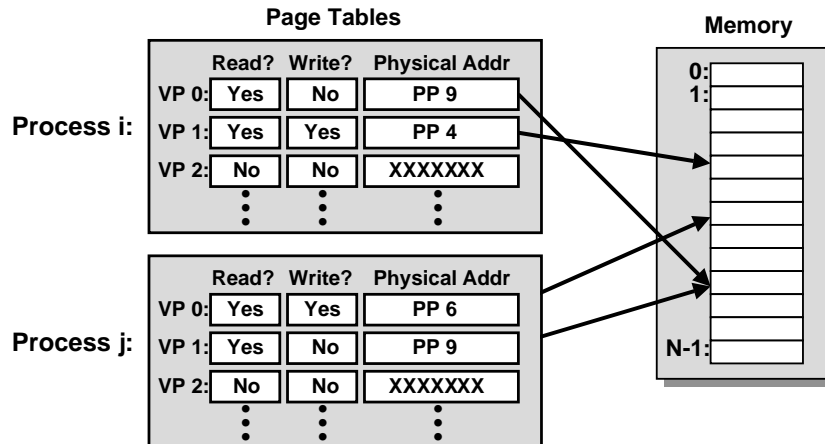 Page Tables
Memory
Read? Write? Physical Addr
VP 0: Yes No PP 9
Process i: VP 1: Yes Yes PP 4
VP 2: No No XXXXXXX
0:
1:
N-1:
Read? Write? Physical Addr
VP 0: Yes Yes PP 6
Process j: VP 1: Yes No PP 9
VP 2: No No XXXXXXX